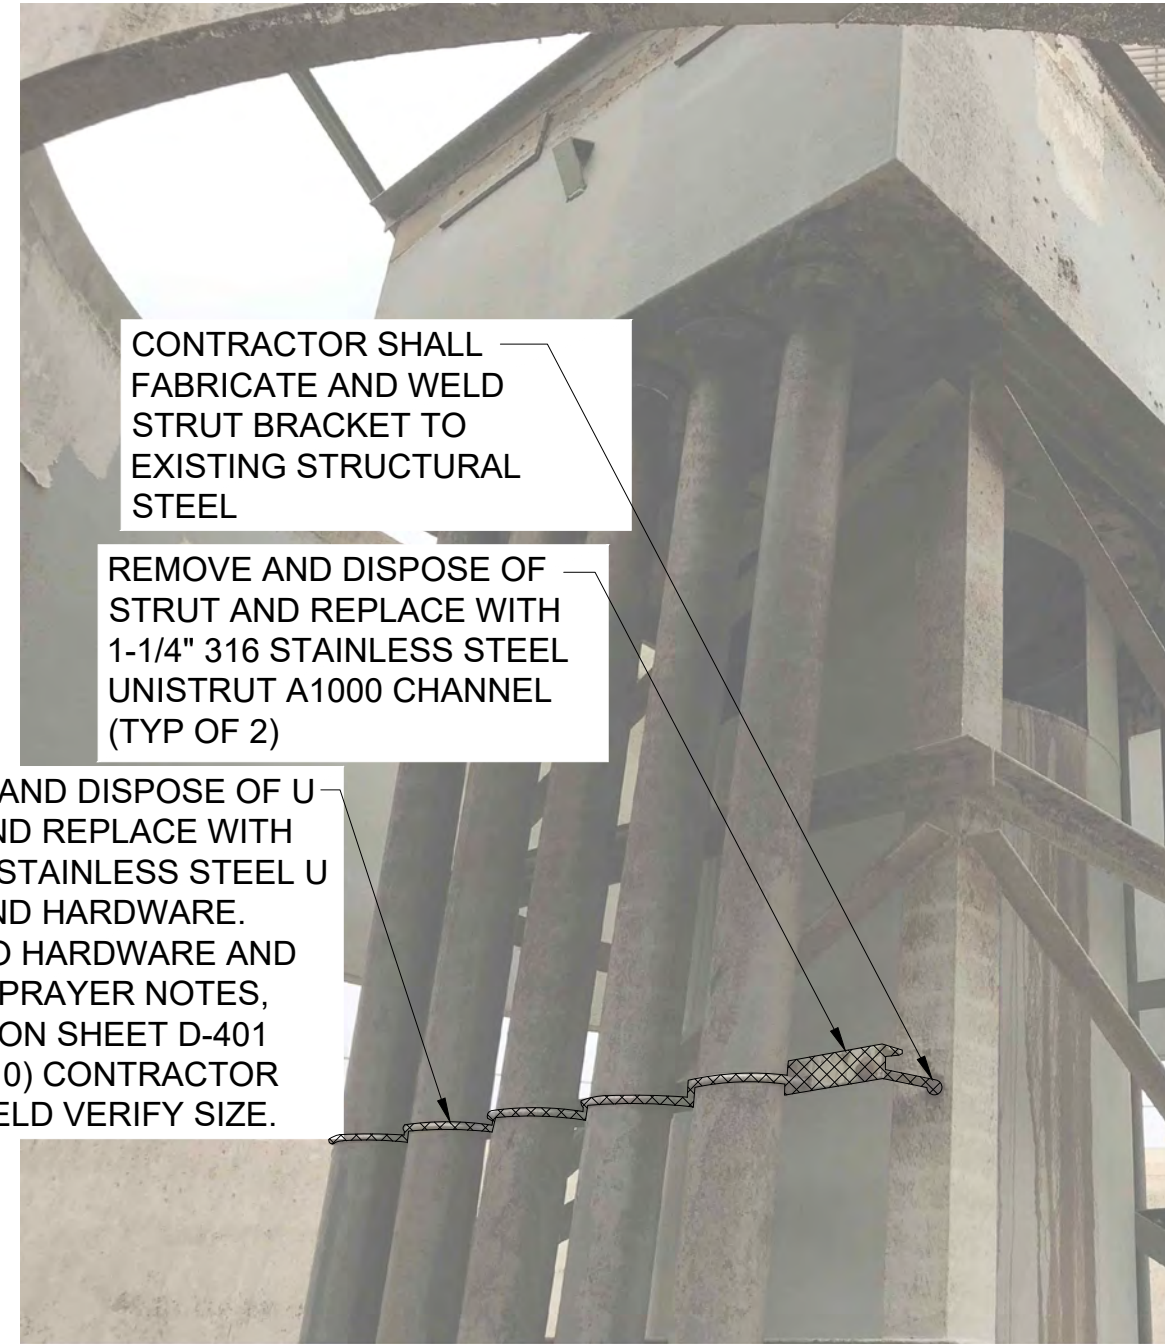 CONTRACTOR SHALL
FABRICATE AND WELD
STRUT BRACKET TO
EXISTING STRUCTURAL
STEEL
REMOVE AND DISPOSE OF
STRUT AND REPLACE WITH
1-1/4" 316 STAINLESS STEEL
UNISTRUT A1000 CHANNEL
(TYP OF 2)
AND DISPOSE OF U
ND REPLACE WITH
STAINLESS STEEL U
ND HARDWARE.
D HARDWARE AND
PRAYER NOTES,
ON SHEET D-401
0) CONTRACTOR
ELD VERIFY SIZE.